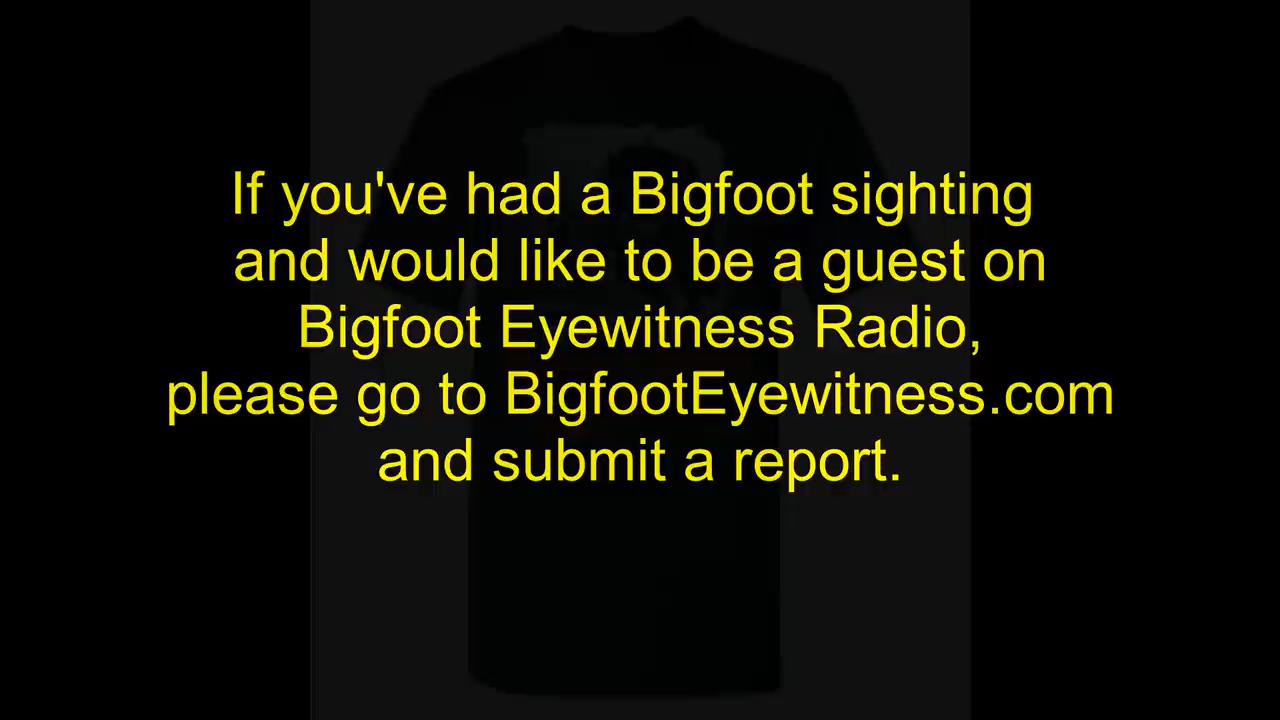 If you've had a Bigfoot sighting
and would like to be a guest on
Bigfoot Eyewitness Radio,
please go to BigfootEyewitness.com
and submit a report.